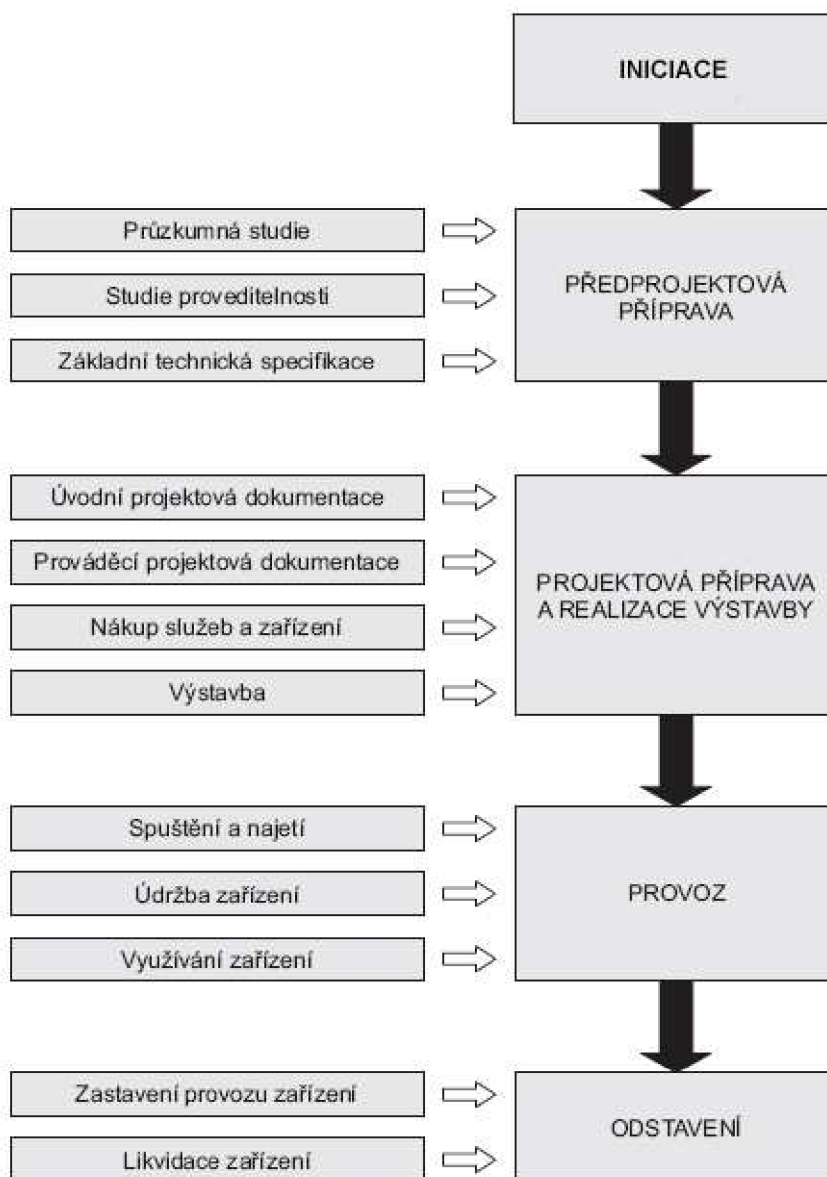 INICIACE
Průzkumná studie
Studie proveditelnosti
Základní technická specifikace
PŘEDPROJEKTOVÁ
PŘÍPRAVA
Úvodní projektová dokumentace
Prováděcí projektová dokumentace
Nákup služeb a zařízení
Výstavba
PROJEKTOVÁ PŘÍPRAVA
A REALIZACE VÝSTAVBY
Spuštění a najetí
Údržba zařízení
Využívání zařízení
PROVOZ
Zastavení provozu zařízení
Likvidace zařízení
ODSTAVENÍ